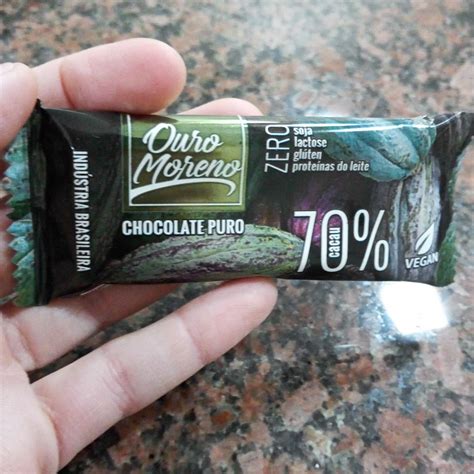 INDÚSTRIA BRASILEIRA
Ouro
Moreno
CHOCOLATE PURO
ZERO
soja
lactose
glúten
proteínas do leite
70%
cacau
VEGAN